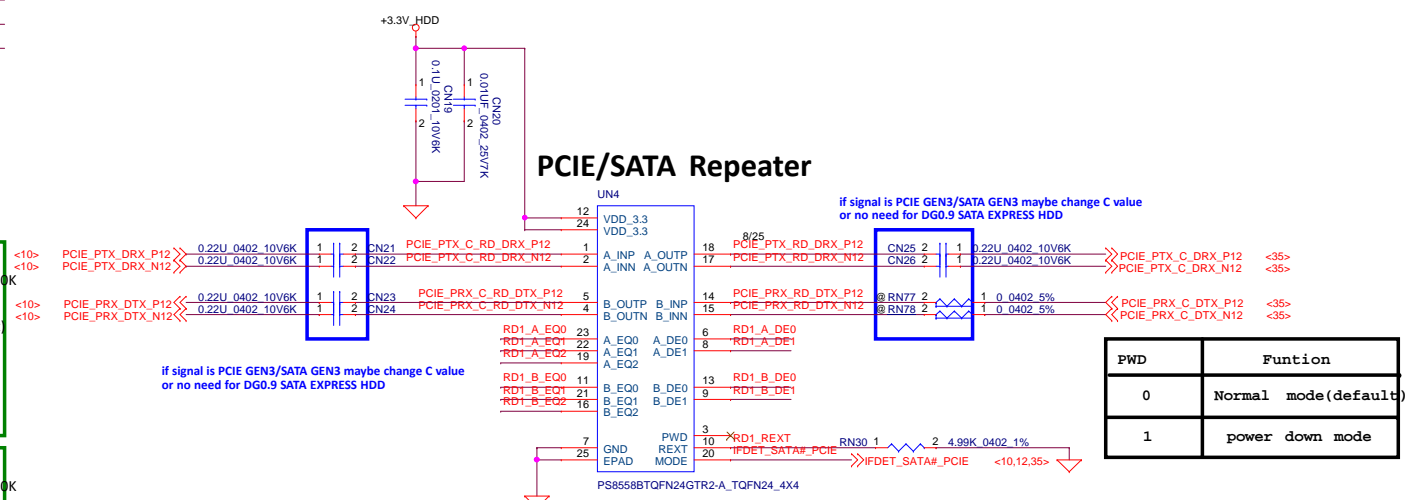 +3.3V_HDD
1
2
CN19
0.1U_0201_10V6K
1
2
CN20
0.01UF_0402_25V7K
PCIE/SATA Repeater
UN4
if signal is PCIE GEN3/SATA GEN3 maybe change C value
or no need for DG0.9 SATA EXPRESS HDD
12 VDD_3.3
24 VDD_3.3
8/25
<10> PCIE_PTX_DRX_P12 0.22U_0402_10V6K 1 2 CN21 PCIE_PTX_C_RD_DRX_P12 1 A_INP A_OUTP 18 PCIE_PTX_RD_DRX_P12 CN25 2 1 0.22U_0402_10V6K PCIE_PTX_C_DRX_P12 <35>
<10> PCIE_PTX_DRX_N12 0.22U_0402_10V6K 1 2 CN22 PCIE_PTX_C_RD_DRX_N12 2 A_INN A_OUTN 17 PCIE_PTX_RD_DRX_N12 CN26 2 1 0.22U_0402_10V6K PCIE_PTX_C_DRX_N12 <35>
0K
<10> PCIE_PRX_DTX_P12 0.22U_0402_10V6K 1 2 CN23 PCIE_PRX_C_RD_DTX_P12 5 B_OUTP B_INP 14 PCIE_PRX_RD_DTX_P12 @ RN77 2 1 0_0402_5% PCIE_PRX_C_DTX_P12 <35>
<10> PCIE_PRX_DTX_N12 0.22U_0402_10V6K 1 2 CN24 PCIE_PRX_C_RD_DTX_N12 4 B_OUTN B_INN 15 PCIE_PRX_RD_DTX_N12 @ RN78 2 1 0_0402_5% PCIE_PRX_C_DTX_N12 <35>
)
RD1_A_EQ0 23 A_EQ0 A_DE0 6 RD1_A_DE0
RD1_A_EQ1 22 A_EQ1 A_DE1 8 RD1_A_DE1
RD1_A_EQ2 19 A_EQ2
if signal is PCIE GEN3/SATA GEN3 maybe change C value
or no need for DG0.9 SATA EXPRESS HDD
RD1_B_EQ0 11 B_EQ0 B_DE0 13 RD1_B_DE0
RD1_B_EQ1 21 B_EQ1 B_DE1 9 RD1_B_DE1
RD1_B_EQ2 16 B_EQ2
PWD 3
7 GND REXT 10 RD1_REXT RN30 1 2 4.99K_0402_1%
25 EPAD MODE 20 IFDET_SATA#_PCIE IFDET_SATA#_PCIE <10,12,35>
PS8558BTQFN24GTR2-A_TQFN24_4X4
PWD Funtion
0 Normal mode(default)
1 power down mode
0K